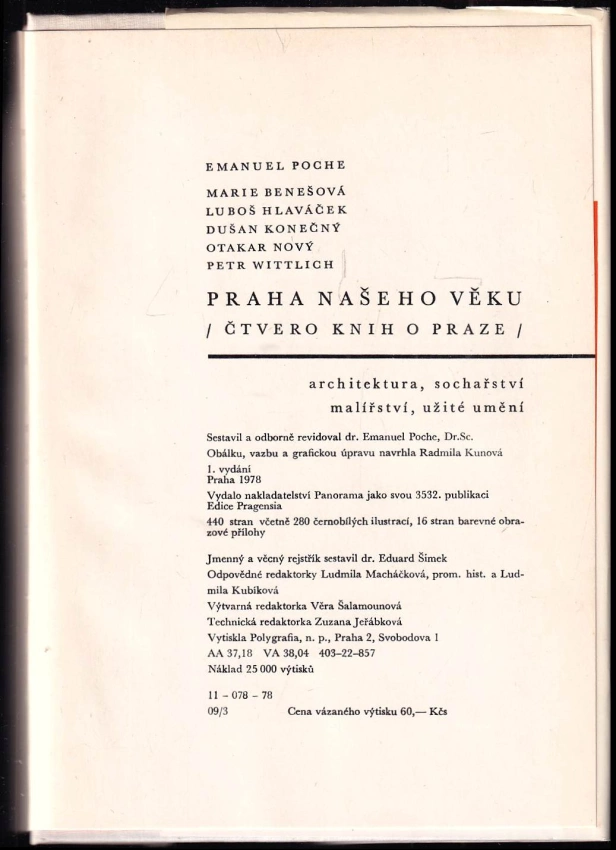 EMANUEL POCHE
MARIE BENEŠOVÁ
LUBOŠ HLAVÁČEK
DUŠAN KONEČNÝ
OTAKAR NOVÝ
PETR WITTLICH
PRAHA NAŠEHO VĚKU
/ ČTVERO KNIH O PRAZE /
architektura, sochařství
malířství, užité umění
Sestavil a odborně revidoval dr. Emanuel Poche, Dr.Sc.
Obálku, vazbu a grafickou úpravu navrhla Radmila Kunová
1. vydání
Praha 1978
Vydalo nakladatelství Panorama jako svou 3532. publikaci
Edice Pragensia
440 stran včetně 280 černobílých ilustrací, 16 stran barevné obra-
zové přílohy
Jmenný a věcný rejstřík sestavil dr. Eduard Šimek
Odpovědné redaktorky Ludmila Macháčková, prom. hist. a Lud-
mila Kubíková
Výtvarná redaktorka Věra Šalamounová
Technická redaktorka Zuzana Jeřábková
Vytiskla Polygrafia, n. p., Praha 2, Svobodova 1
AA 37,18 VA 38,04 403–22–857
Náklad 25 000 výtisků
11 – 078 – 78
09/3 Cena vázaného výtisku 60,— Kčs